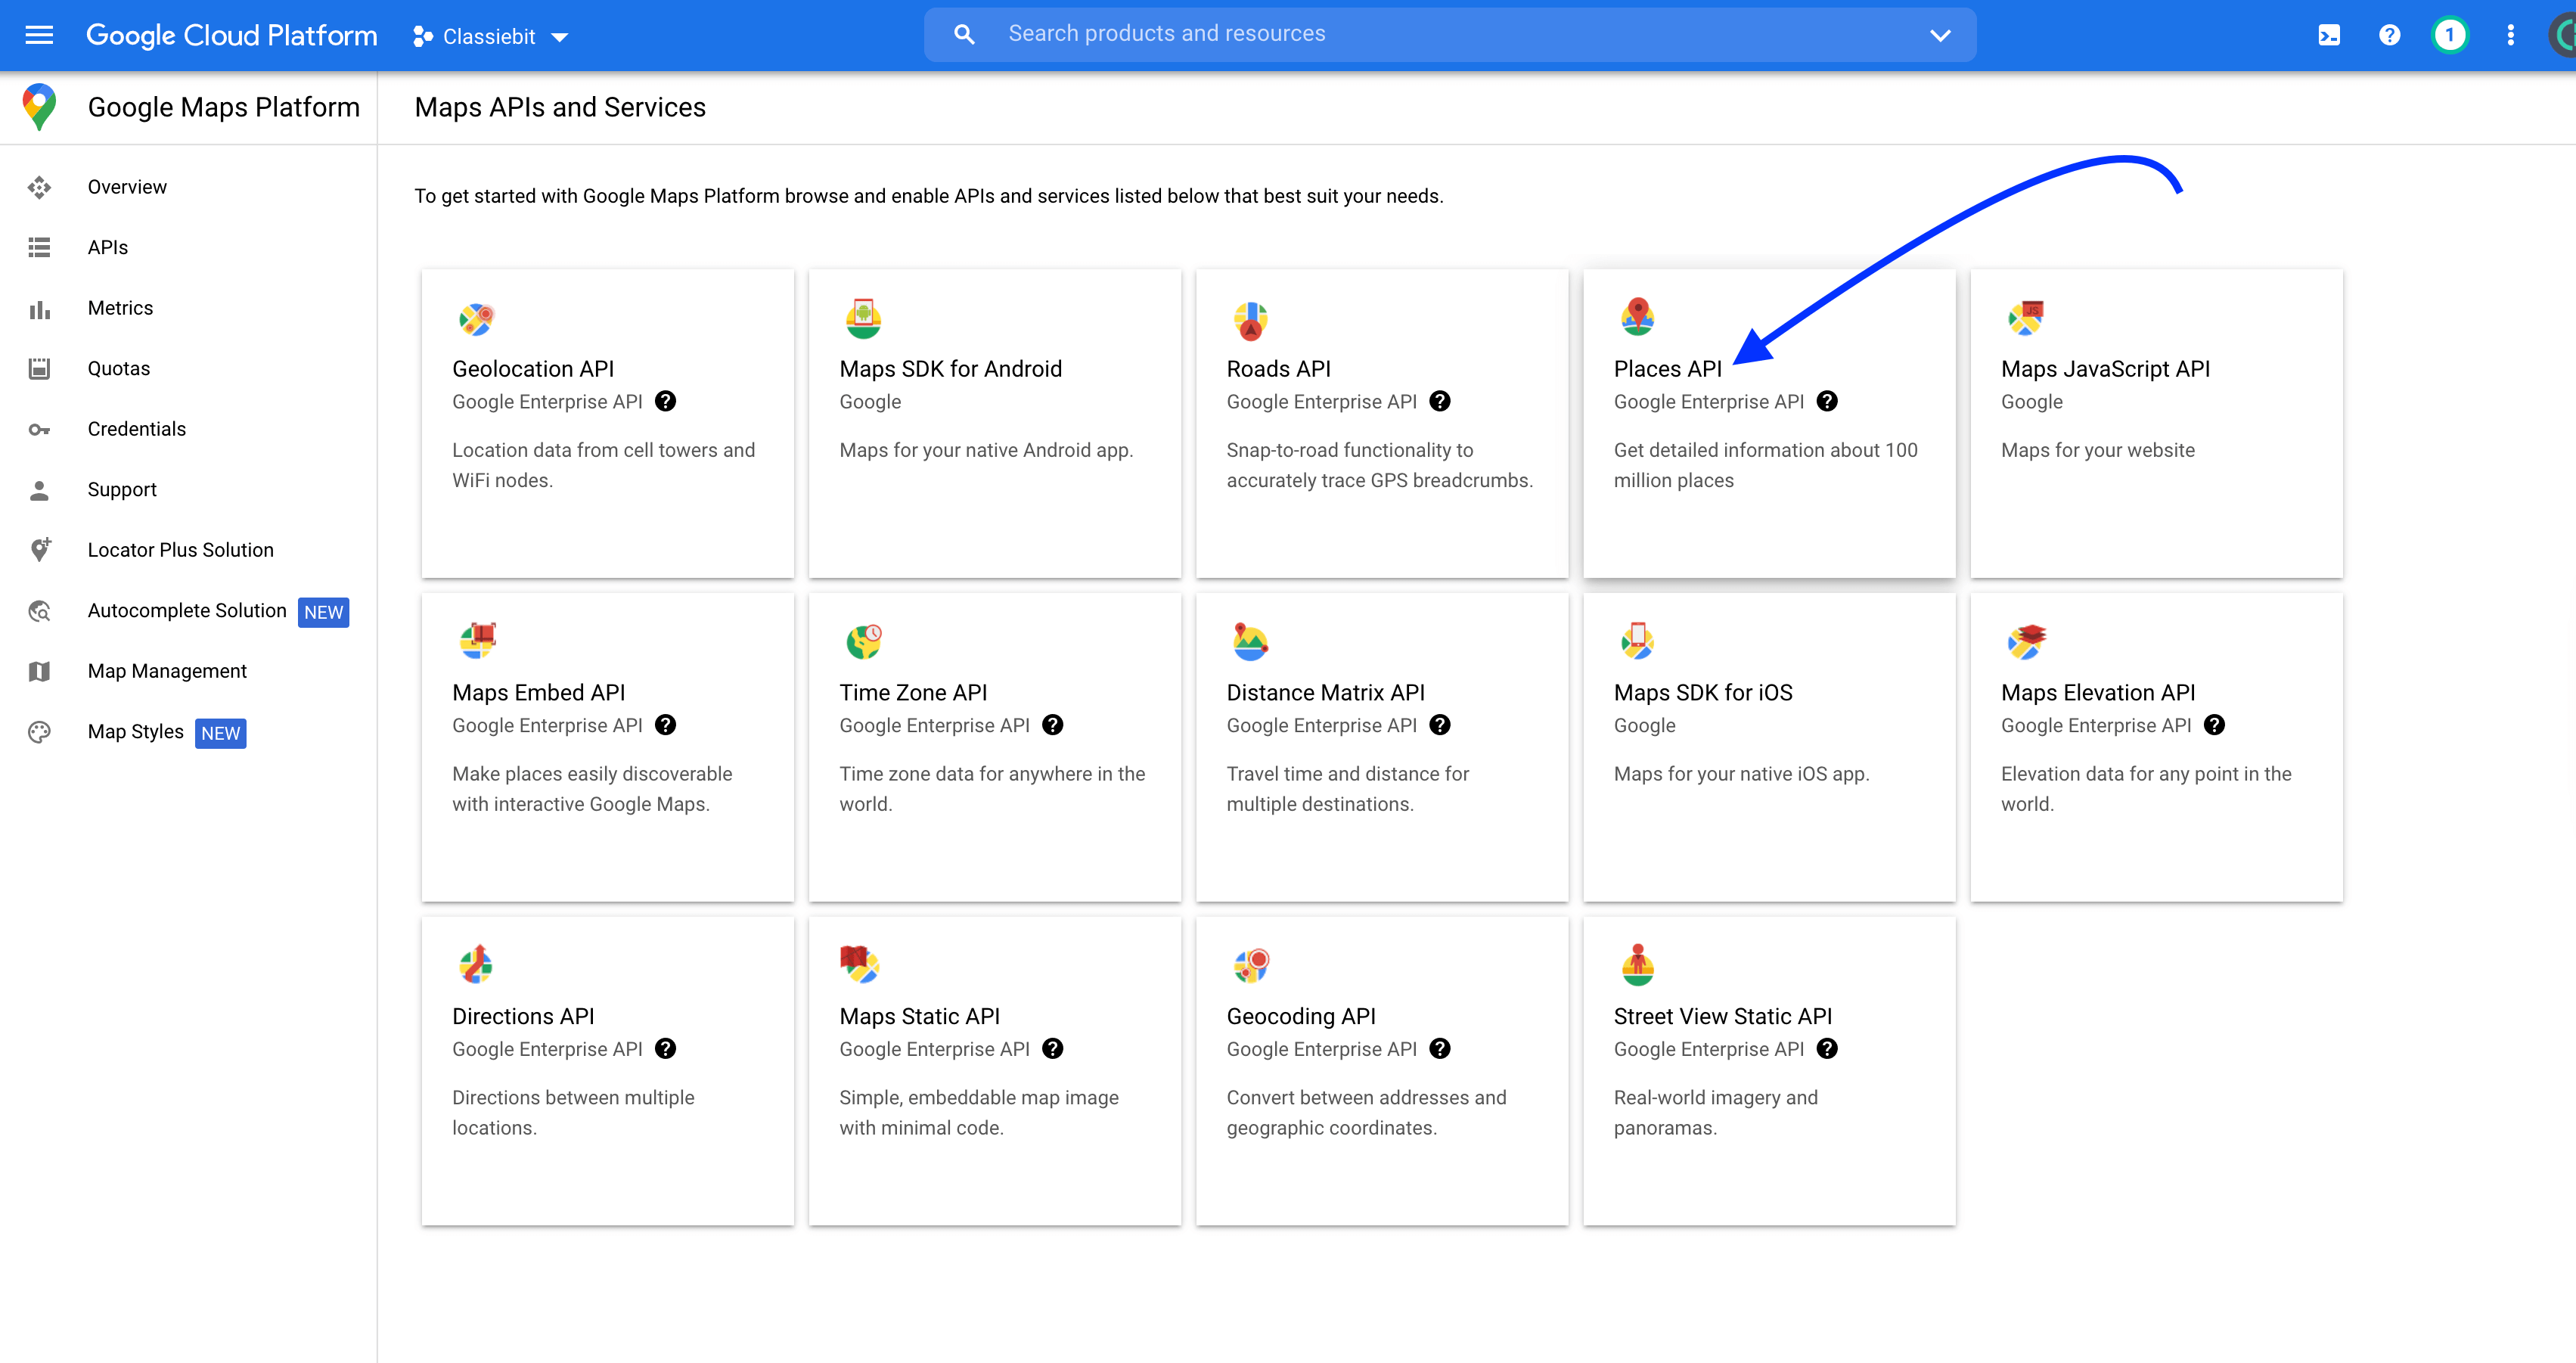 Google Cloud Platform
Classiebit
Search products and resources
1
Google Maps Platform
Maps APIs and Services
Overview
APIs
Metrics
Quotas
Credentials
Support
Locator Plus Solution
Autocomplete Solution NEW
Map Management
Map Styles NEW
To get started with Google Maps Platform browse and enable APIs and services listed below that best suit your needs.
Geolocation API
Google Enterprise API
Location data from cell towers and
WiFi nodes.
Maps SDK for Android
Google
Maps for your native Android app.
Roads API
Google Enterprise API
Snap-to-road functionality to
accurately trace GPS breadcrumbs.
Places API
Google Enterprise API
Get detailed information about 100
million places
JS
Maps JavaScript API
Google
Maps for your website
Maps Embed API
Google Enterprise API
Make places easily discoverable
with interactive Google Maps.
Time Zone API
Google Enterprise API
Time zone data for anywhere in the
world.
Distance Matrix API
Google Enterprise API
Travel time and distance for
multiple destinations.
Maps SDK for iOS
Google
Maps for your native iOS app.
Maps Elevation API
Google Enterprise API
Elevation data for any point in the
world.
Directions API
Google Enterprise API
Directions between multiple
locations.
Maps Static API
Google Enterprise API
Simple, embeddable map image
with minimal code.
Geocoding API
Google Enterprise API
Convert between addresses and
geographic coordinates.
Street View Static API
Google Enterprise API
Real-world imagery and
panoramas.